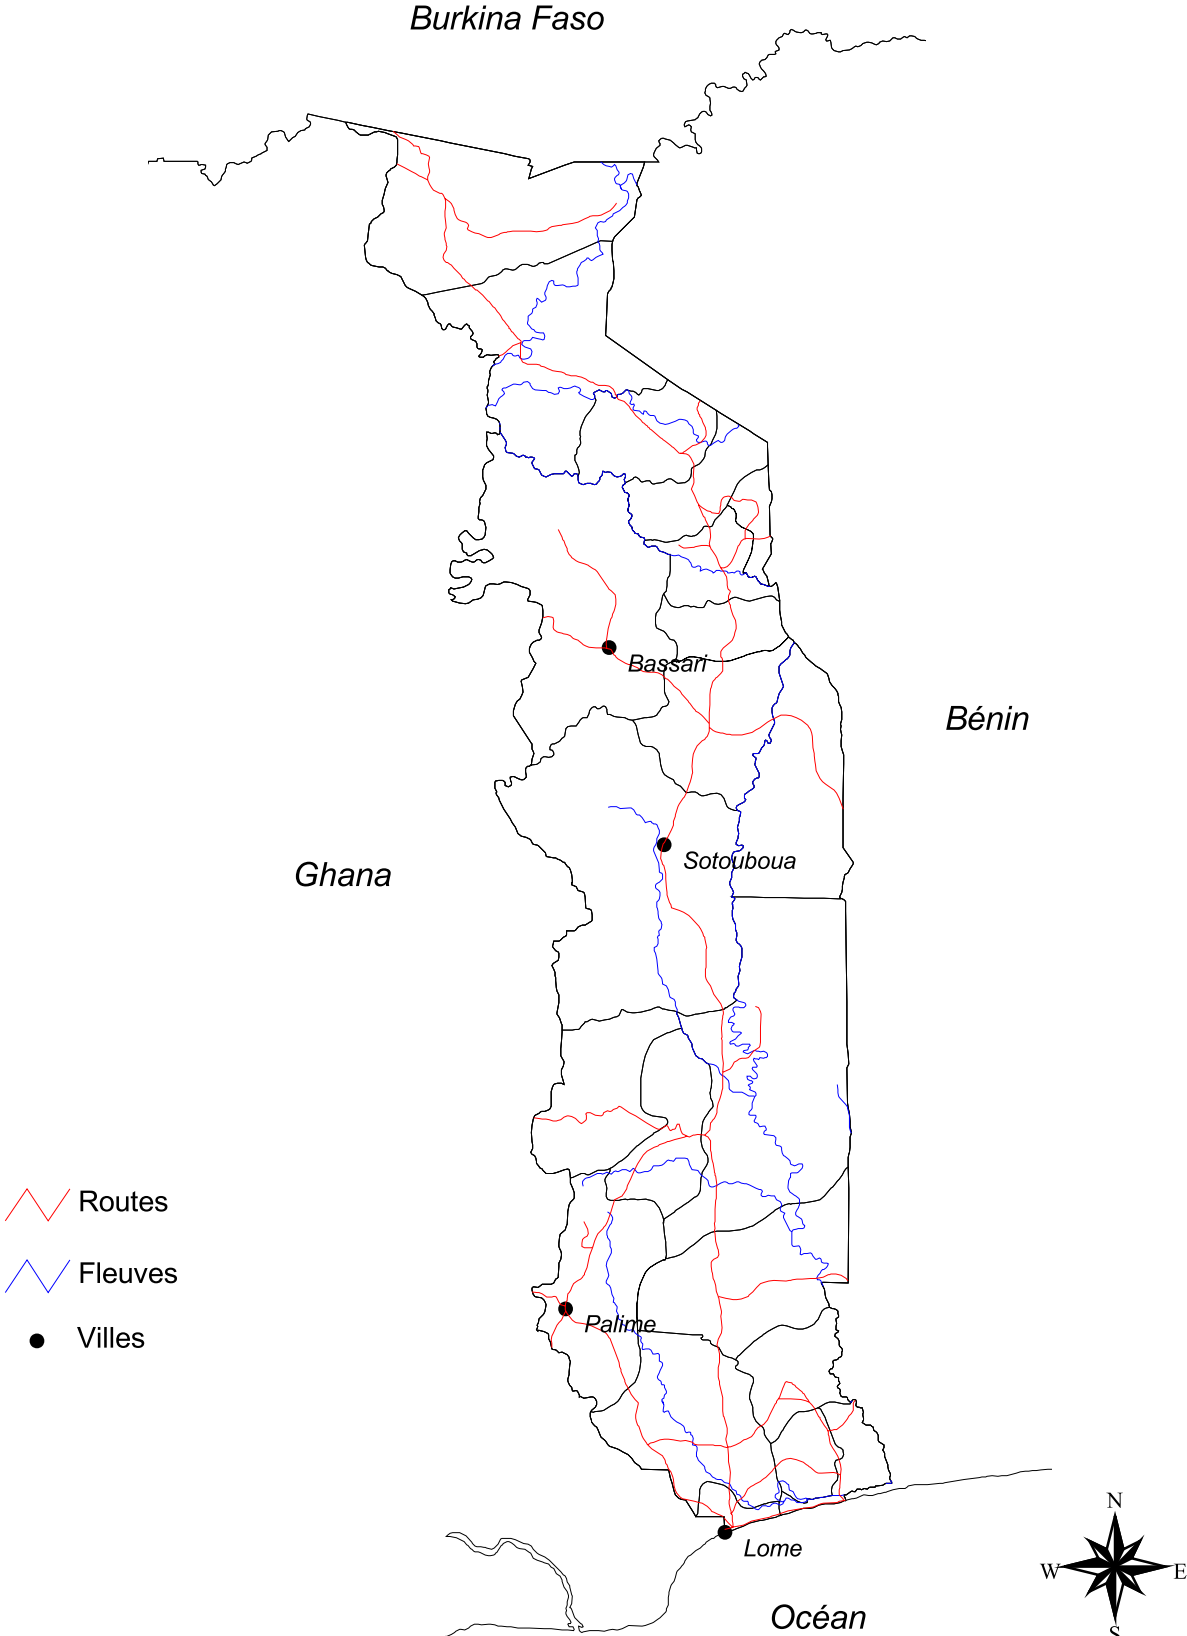 Burkina Faso
Bassari
Bénin
Sotouboua
Ghana
Routes
Fleuves
Palime
Villes
N
Lome
W
E
Océan
S